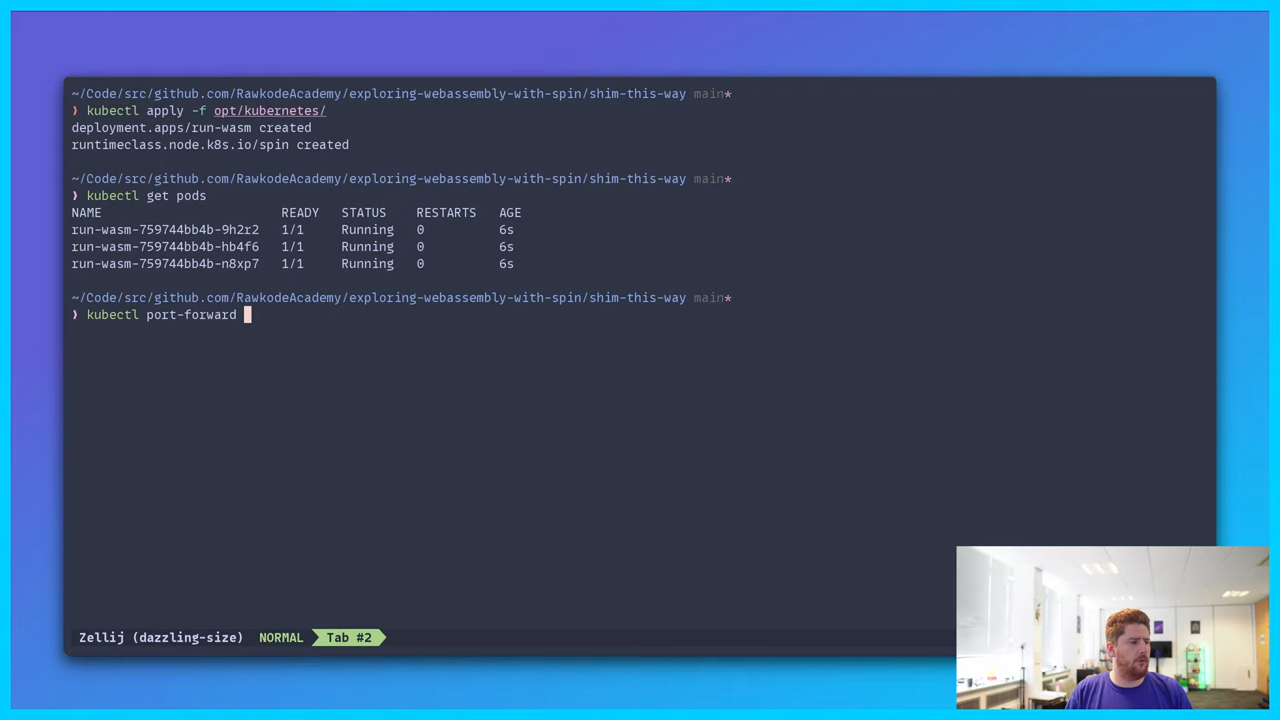 ~/Code/src/github.com/RawkodeAcademy/exploring-webassembly-with-spin/shim-this-way main*
❯ kubectl apply -f opt/kubernetes/
deployment.apps/run-wasm created
runtimeclass.node.k8s.io/spin created
~/Code/src/github.com/RawkodeAcademy/exploring-webassembly-with-spin/shim-this-way main*
❯ kubectl get pods
NAME READY STATUS RESTARTS AGE
run-wasm-759744bb4b-9h2r2 1/1 Running 0 6s
run-wasm-759744bb4b-hb4f6 1/1 Running 0 6s
run-wasm-759744bb4b-n8xp7 1/1 Running 0 6s
~/Code/src/github.com/RawkodeAcademy/exploring-webassembly-with-spin/shim-this-way main*
❯ kubectl port-forward
Zellij (dazzling-size) NORMAL Tab #2